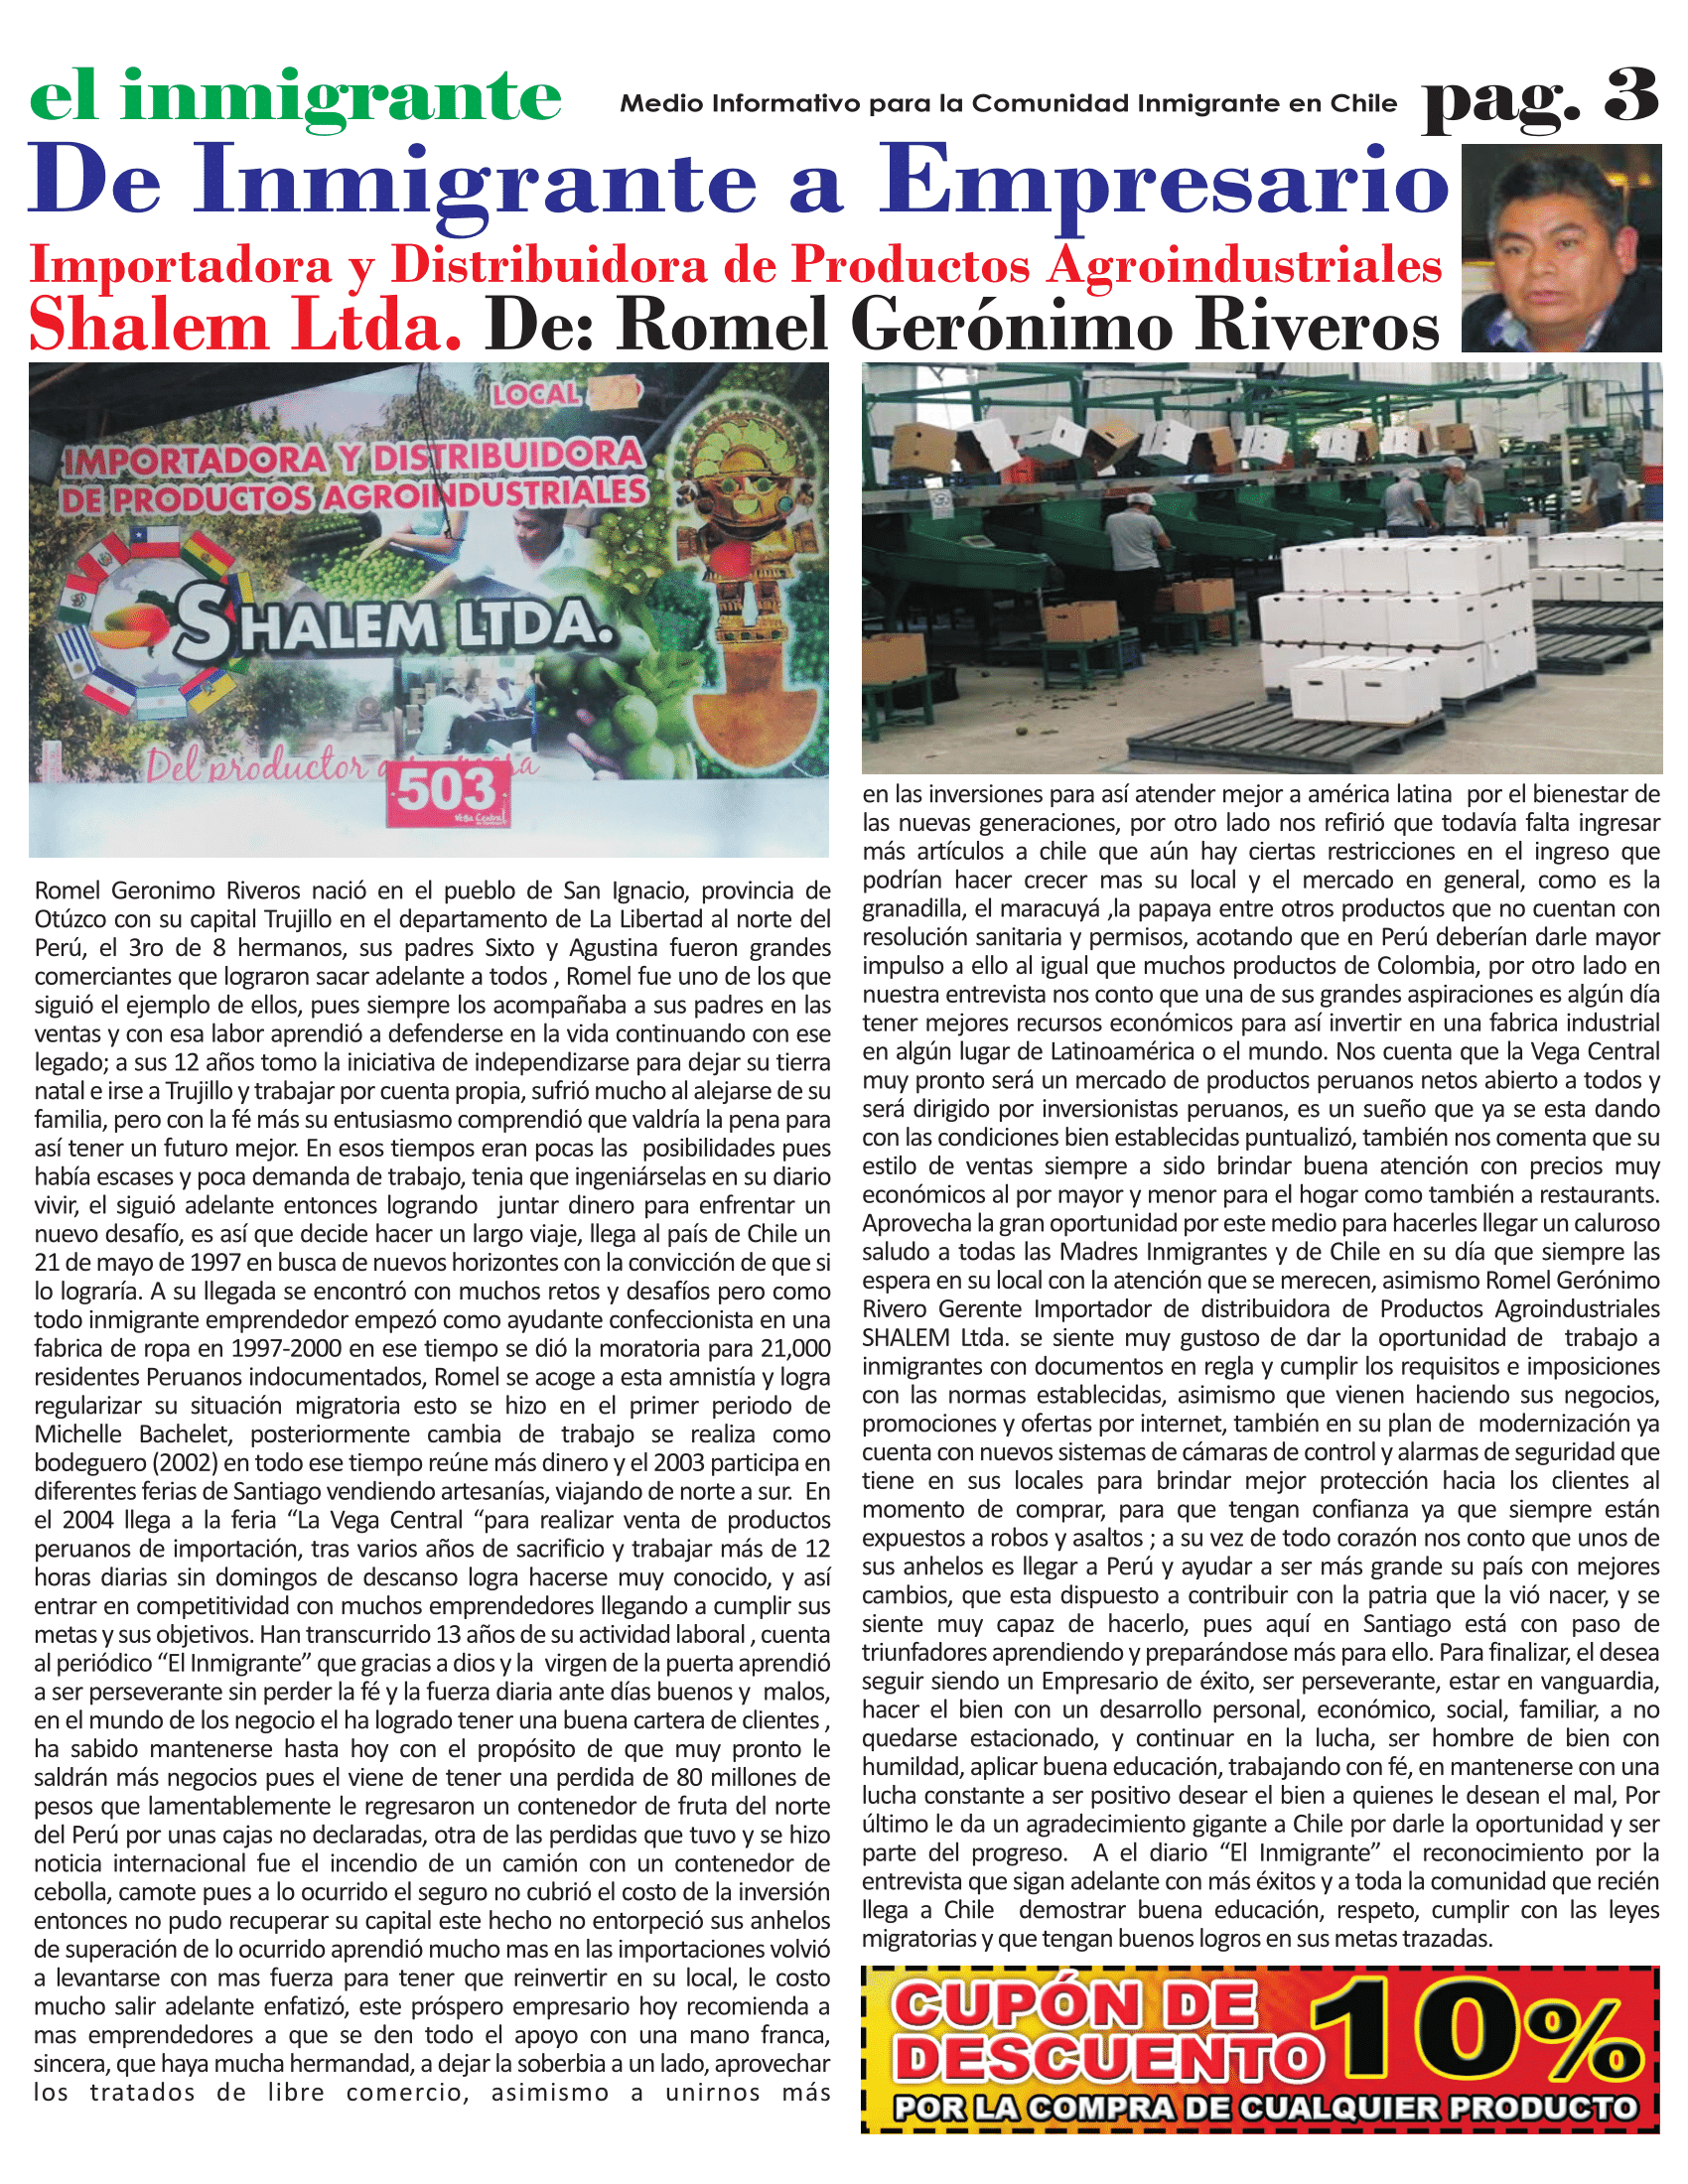 el inmigrante Medio Informativo para la Comunidad Inmigrante en Chile pag. 3
De Inmigrante a Empresario
Importadora y Distribuidora de Productos Agroindustriales
Shalem Ltda. De: Romel Gerónimo Riveros
LOCAL
IMPORTADORA Y DISTRIBUIDORA
DE PRODUCTOS AGROINDUSTRIALES
SHALEM LTDA.
Del productor a
503
Vega Central
Romel Geronimo Riveros nació en el pueblo de San Ignacio, provincia de
Otúzco con su capital Trujillo en el departamento de La Libertad al norte del
Perú, el 3ro de 8 hermanos, sus padres Sixto y Agustina fueron grandes
comerciantes que lograron sacar adelante a todos , Romel fue uno de los que
siguió el ejemplo de ellos, pues siempre los acompañaba a sus padres en las
ventas y con esa labor aprendió a defenderse en la vida continuando con ese
legado; a sus 12 años tomo la iniciativa de independizarse para dejar su tierra
natal e irse a Trujillo y trabajar por cuenta propia, sufrió mucho al alejarse de su
familia, pero con la fé más su entusiasmo comprendió que valdría la pena para
así tener un futuro mejor. En esos tiempos eran pocas las posibilidades pues
había escases y poca demanda de trabajo, tenia que ingeniárselas en su diario
vivir, el siguió adelante entonces logrando juntar dinero para enfrentar un
nuevo desafío, es así que decide hacer un largo viaje, llega al país de Chile un
21 de mayo de 1997 en busca de nuevos horizontes con la convicción de que si
lo lograría. A su llegada se encontró con muchos retos y desafíos pero como
todo inmigrante emprendedor empezó como ayudante confeccionista en una
fabrica de ropa en 1997-2000 en ese tiempo se dió la moratoria para 21,000
residentes Peruanos indocumentados, Romel se acoge a esta amnistía y logra
regularizar su situación migratoria esto se hizo en el primer periodo de
Michelle Bachelet, posteriormente cambia de trabajo se realiza como
bodeguero (2002) en todo ese tiempo reúne más dinero y el 2003 participa en
diferentes ferias de Santiago vendiendo artesanías, viajando de norte a sur. En
el 2004 llega a la feria “La Vega Central “para realizar venta de productos
peruanos de importación, tras varios años de sacrificio y trabajar más de 12
horas diarias sin domingos de descanso logra hacerse muy conocido, y así
entrar en competitividad con muchos emprendedores llegando a cumplir sus
metas y sus objetivos. Han transcurrido 13 años de su actividad laboral , cuenta
al periódico “El Inmigrante” que gracias a dios y la virgen de la puerta aprendió
a ser perseverante sin perder la fé y la fuerza diaria ante días buenos y malos,
en el mundo de los negocio el ha logrado tener una buena cartera de clientes ,
ha sabido mantenerse hasta hoy con el propósito de que muy pronto le
saldrán más negocios pues el viene de tener una perdida de 80 millones de
pesos que lamentablemente le regresaron un contenedor de fruta del norte
del Perú por unas cajas no declaradas, otra de las perdidas que tuvo y se hizo
noticia internacional fue el incendio de un camión con un contenedor de
cebolla, camote pues a lo ocurrido el seguro no cubrió el costo de la inversión
entonces no pudo recuperar su capital este hecho no entorpeció sus anhelos
de superación de lo ocurrido aprendió mucho mas en las importaciones volvió
a levantarse con mas fuerza para tener que reinvertir en su local, le costo
mucho salir adelante enfatizó, este próspero empresario hoy recomienda a
mas emprendedores a que se den todo el apoyo con una mano franca,
sincera, que haya mucha hermandad, a dejar la soberbia a un lado, aprovechar
los tratados de libre comercio, asimismo a unirnos más
en las inversiones para así atender mejor a américa latina por el bienestar de
las nuevas generaciones, por otro lado nos refirió que todavía falta ingresar
más artículos a chile que aún hay ciertas restricciones en el ingreso que
podrían hacer crecer mas su local y el mercado en general, como es la
granadilla, el maracuyá ,la papaya entre otros productos que no cuentan con
resolución sanitaria y permisos, acotando que en Perú deberían darle mayor
impulso a ello al igual que muchos productos de Colombia, por otro lado en
nuestra entrevista nos conto que una de sus grandes aspiraciones es algún día
tener mejores recursos económicos para así invertir en una fabrica industrial
en algún lugar de Latinoamérica o el mundo. Nos cuenta que la Vega Central
muy pronto será un mercado de productos peruanos netos abierto a todos y
será dirigido por inversionistas peruanos, es un sueño que ya se esta dando
con las condiciones bien establecidas puntualizó, también nos comenta que su
estilo de ventas siempre a sido brindar buena atención con precios muy
económicos al por mayor y menor para el hogar como también a restaurants.
Aprovecha la gran oportunidad por este medio para hacerles llegar un caluroso
saludo a todas las Madres Inmigrantes y de Chile en su día que siempre las
espera en su local con la atención que se merecen, asimismo Romel Gerónimo
Rivero Gerente Importador de distribuidora de Productos Agroindustriales
SHALEM Ltda. se siente muy gustoso de dar la oportunidad de trabajo a
inmigrantes con documentos en regla y cumplir los requisitos e imposiciones
con las normas establecidas, asimismo que vienen haciendo sus negocios,
promociones y ofertas por internet, también en su plan de modernización ya
cuenta con nuevos sistemas de cámaras de control y alarmas de seguridad que
tiene en sus locales para brindar mejor protección hacia los clientes al
momento de comprar, para que tengan confianza ya que siempre están
expuestos a robos y asaltos ; a su vez de todo corazón nos conto que unos de
sus anhelos es llegar a Perú y ayudar a ser más grande su país con mejores
cambios, que esta dispuesto a contribuir con la patria que la vió nacer, y se
siente muy capaz de hacerlo, pues aquí en Santiago está con paso de
triunfadores aprendiendo y preparándose más para ello. Para finalizar, el desea
seguir siendo un Empresario de éxito, ser perseverante, estar en vanguardia,
hacer el bien con un desarrollo personal, económico, social, familiar, a no
quedarse estacionado, y continuar en la lucha, ser hombre de bien con
humildad, aplicar buena educación, trabajando con fé, en mantenerse con una
lucha constante a ser positivo desear el bien a quienes le desean el mal, Por
último le da un agradecimiento gigante a Chile por darle la oportunidad y ser
parte del progreso. A el diario “El Inmigrante” el reconocimiento por la
entrevista que sigan adelante con más éxitos y a toda la comunidad que recién
llega a Chile demostrar buena educación, respeto, cumplir con las leyes
migratorias y que tengan buenos logros en sus metas trazadas.
CUPÓN DE
DESCUENTO 10%
POR LA COMPRA DE CUALQUIER PRODUCTO